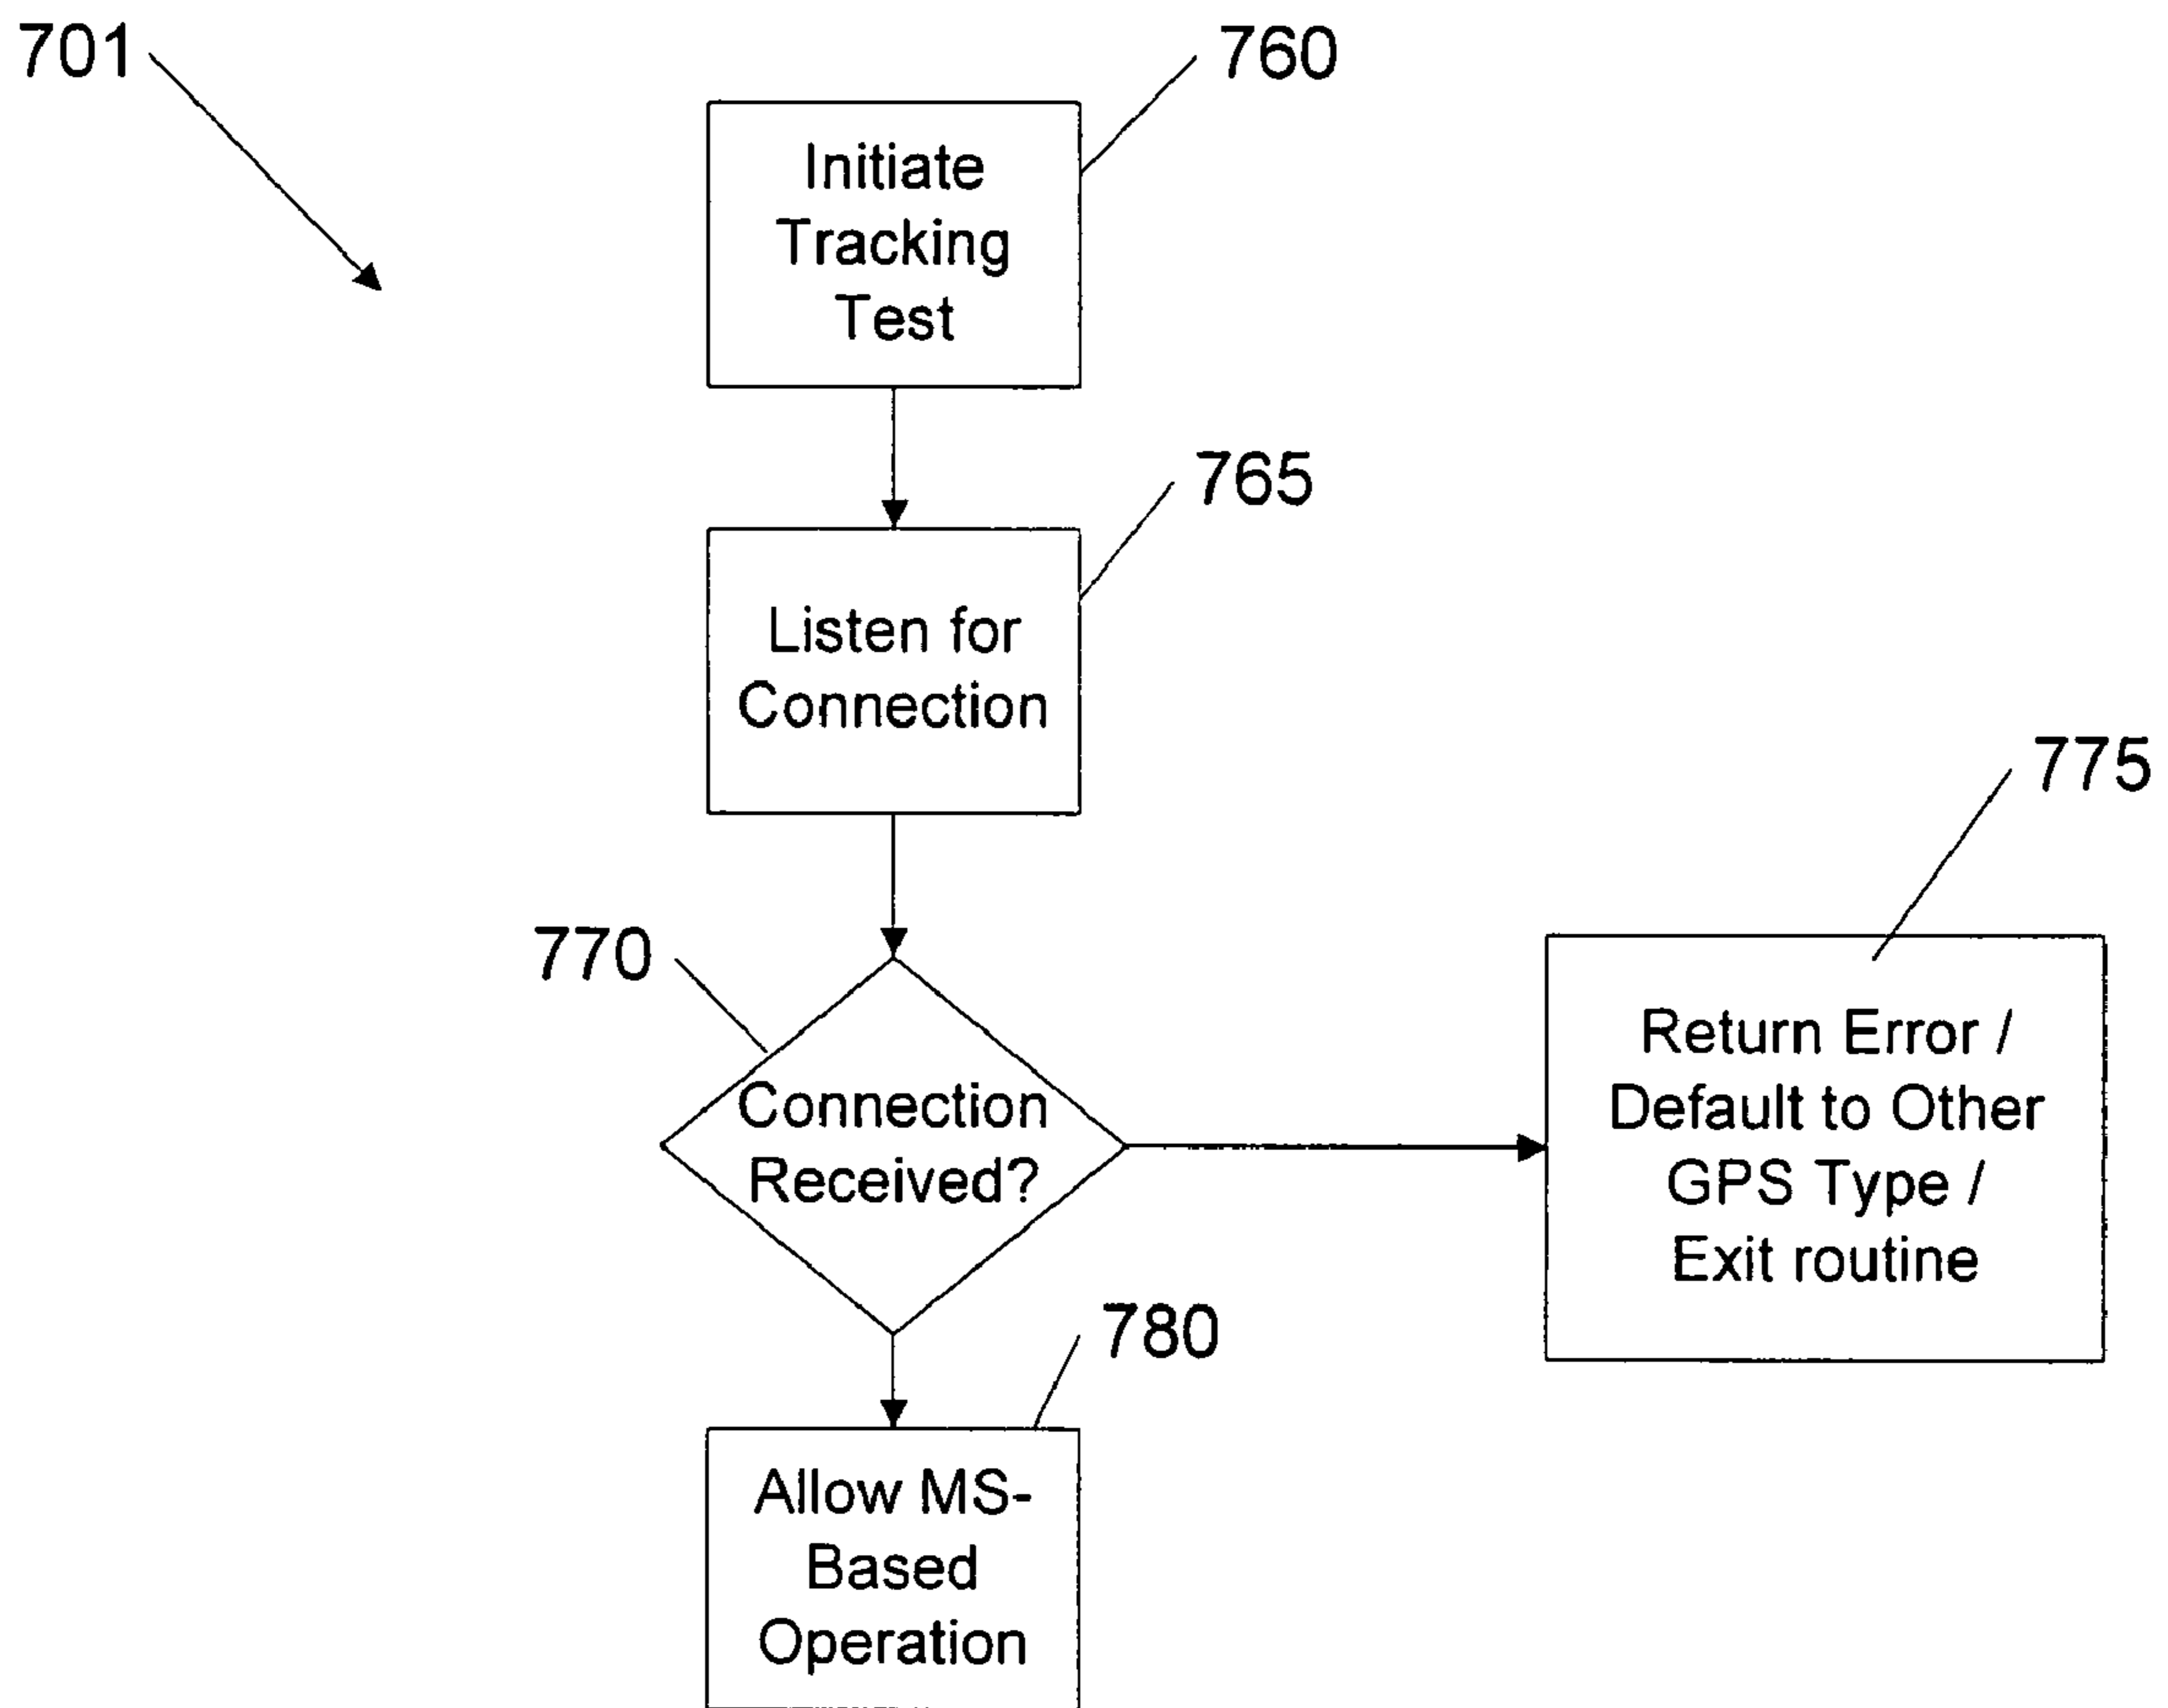 701
760
Initiate
Tracking
Test
765
Listen for
Connection
770
Connection
Received?
775
Return Error /
Default to Other
GPS Type /
Exit routine
780
Allow MS-
Based
Operation